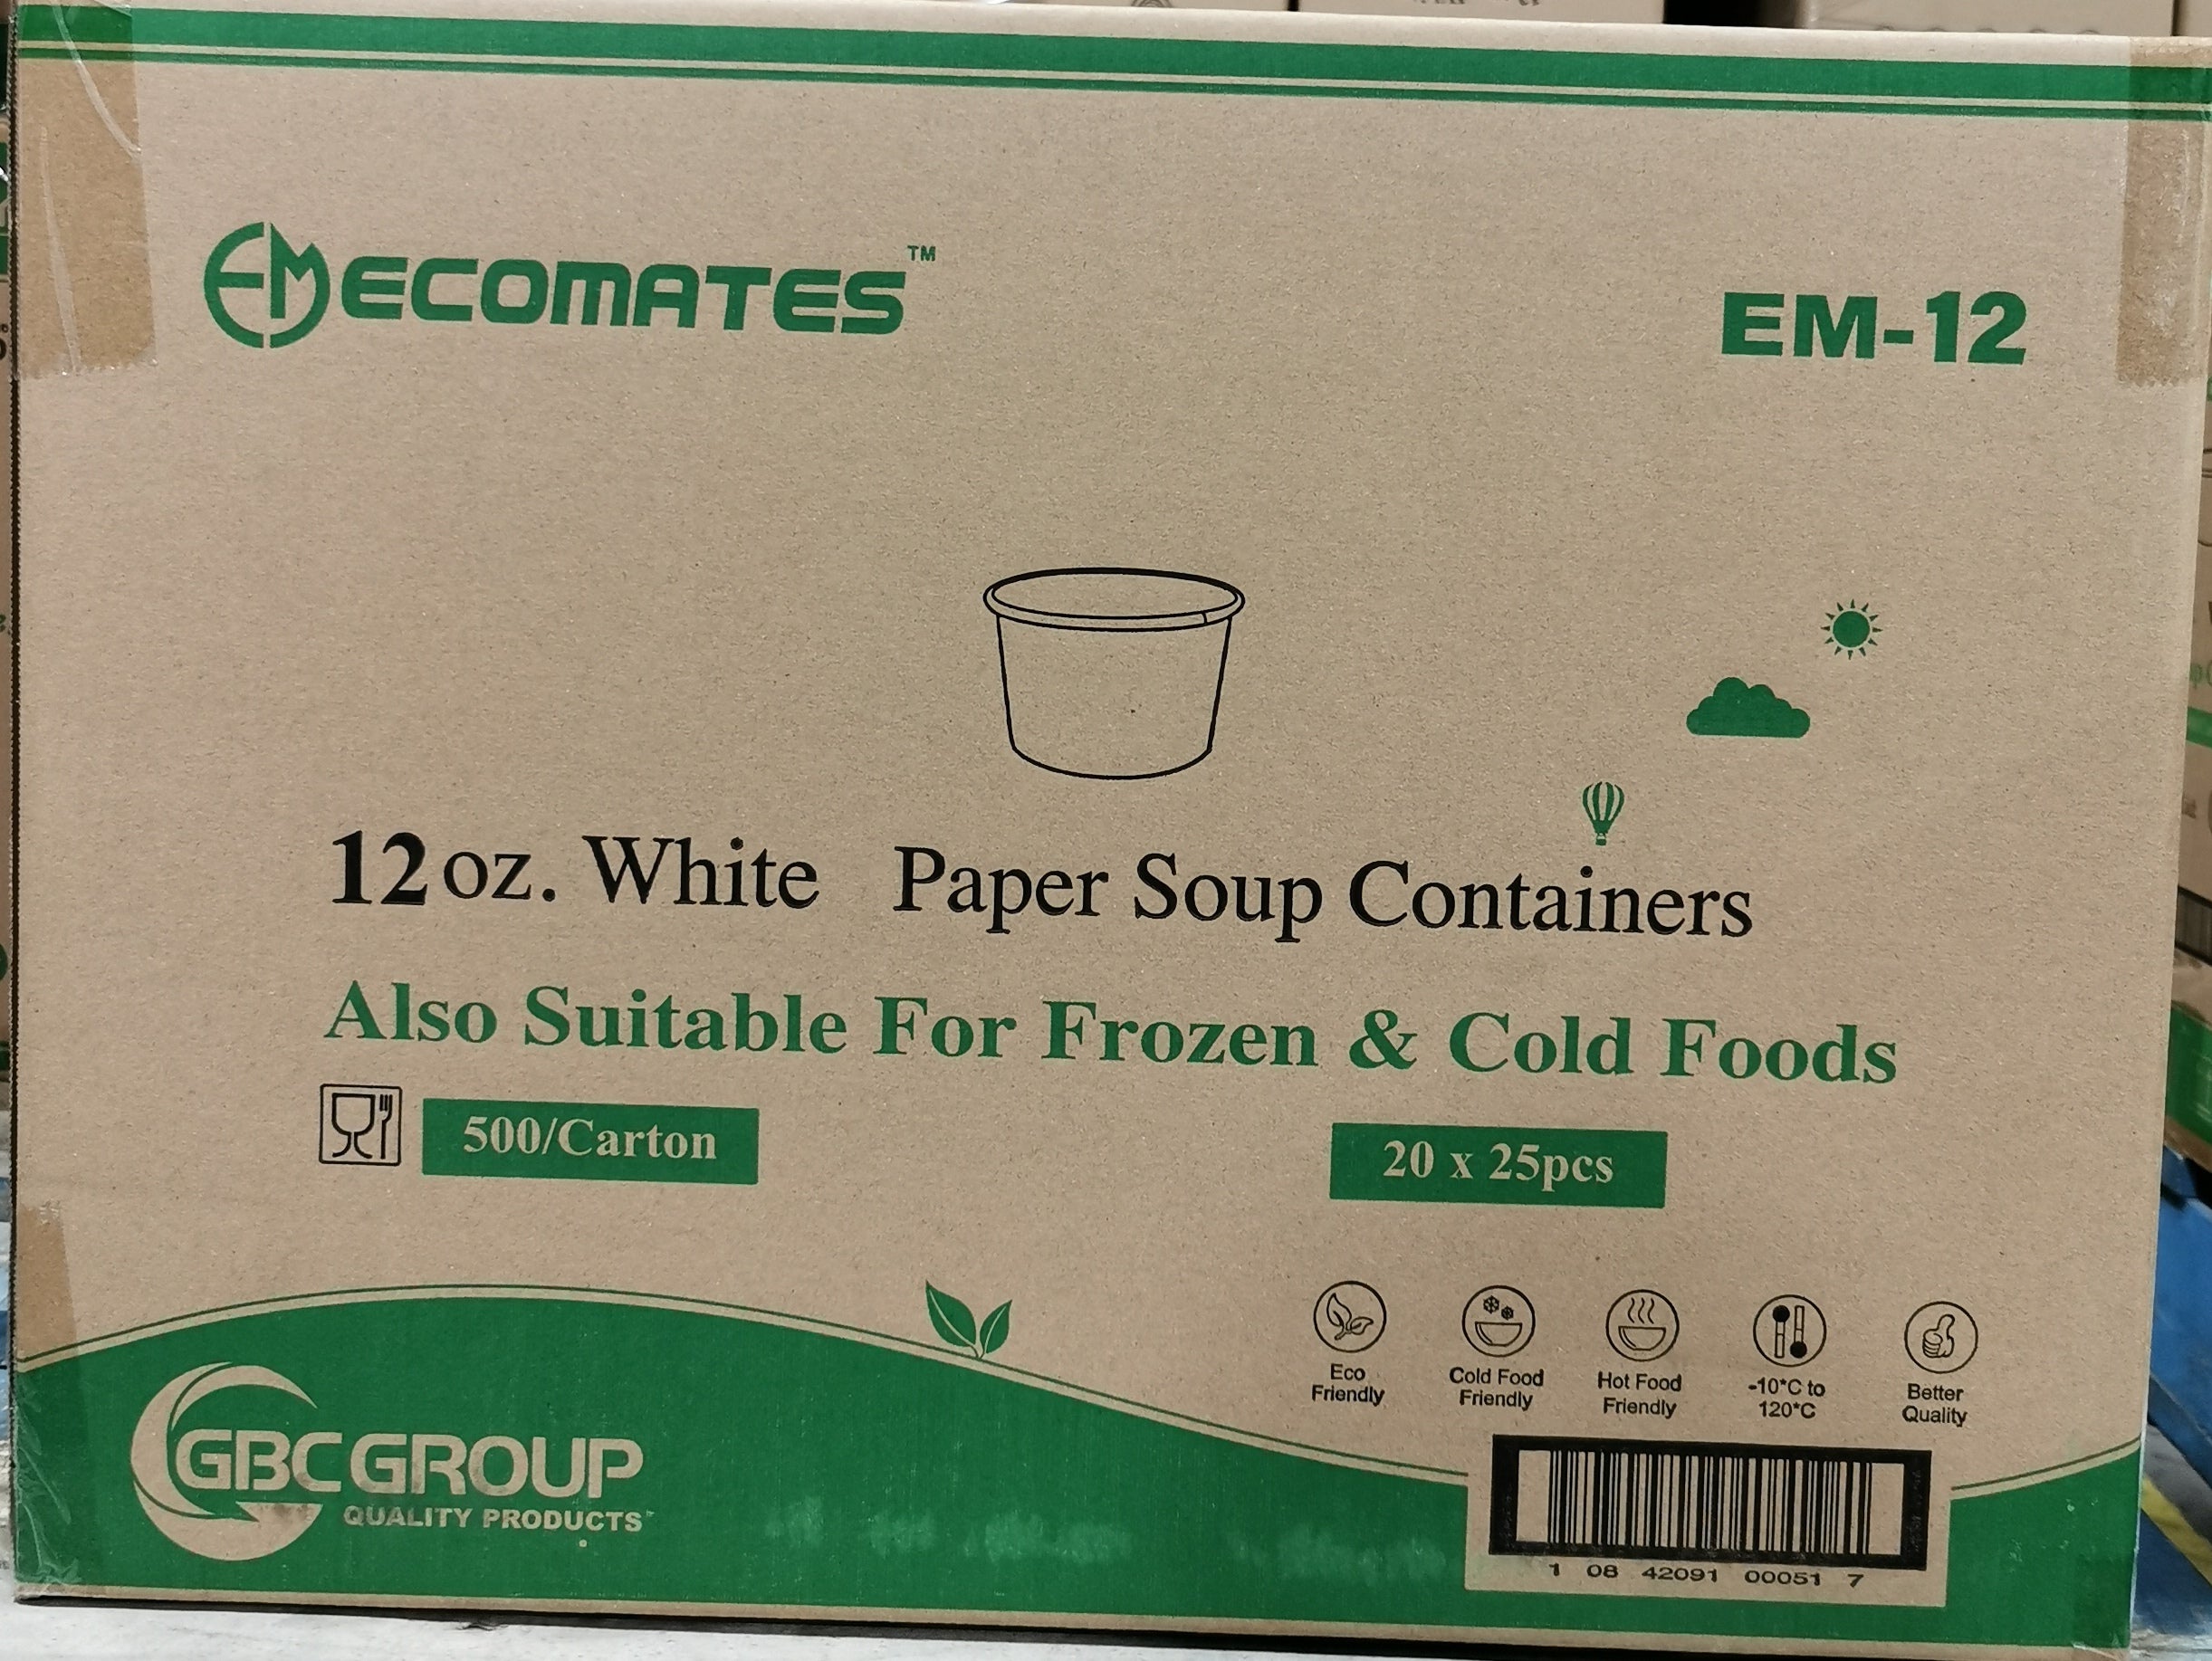 EM ECOMATES™
EM-12
12 oz. White Paper Soup Containers
Also Suitable For Frozen & Cold Foods
500/Carton
20 x 25pcs
Eco
Friendly
Cold Food
Friendly
Hot Food
Friendly
-10°C to
120°C
Better
Quality
GBC GROUP
QUALITY PRODUCTS™
1 08 42091 00051 7